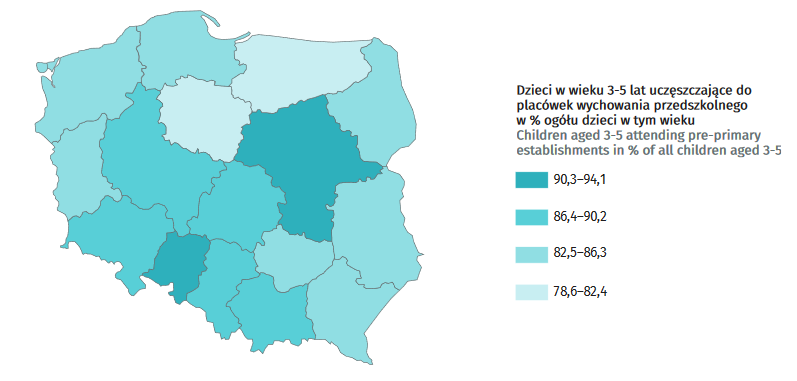 Dzieci w wieku 3-5 lat uczęszczające do
placówek wychowania przedszkolnego
w % ogółu dzieci w tym wieku
Children aged 3-5 attending pre-primary
establishments in % of all children aged 3-5
90,3–94,1
86,4–90,2
82,5–86,3
78,6–82,4